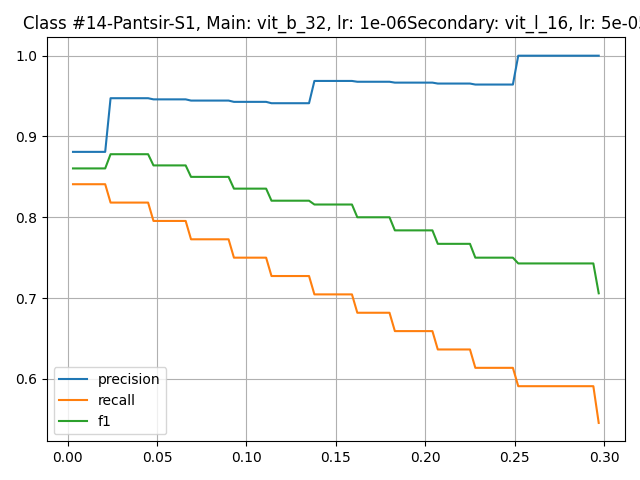 Class #14-Pantsir-S1, Main: vit_b_32, lr: 1e-06Secondary: vit_l_16, lr: 5e-05
1.0
0.9
0.8
0.7
0.6
0.00 0.05 0.10 0.15 0.20 0.25 0.30
precision
recall
f1